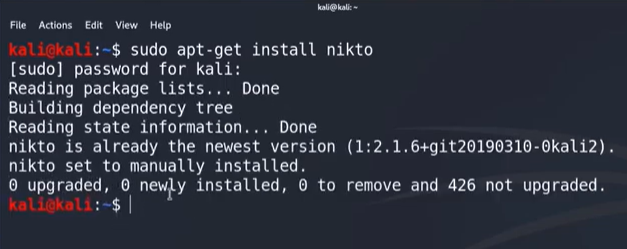 kali@kali: ~
File Actions Edit View Help
kali@kali:~$ sudo apt-get install nikto
[sudo] password for kali:
Reading package lists... Done
Building dependency tree
Reading state information... Done
nikto is already the newest version (1:2.1.6+git20190310-0kali2).
nikto set to manually installed.
0 upgraded, 0 newly installed, 0 to remove and 426 not upgraded.
kali@kali:~$